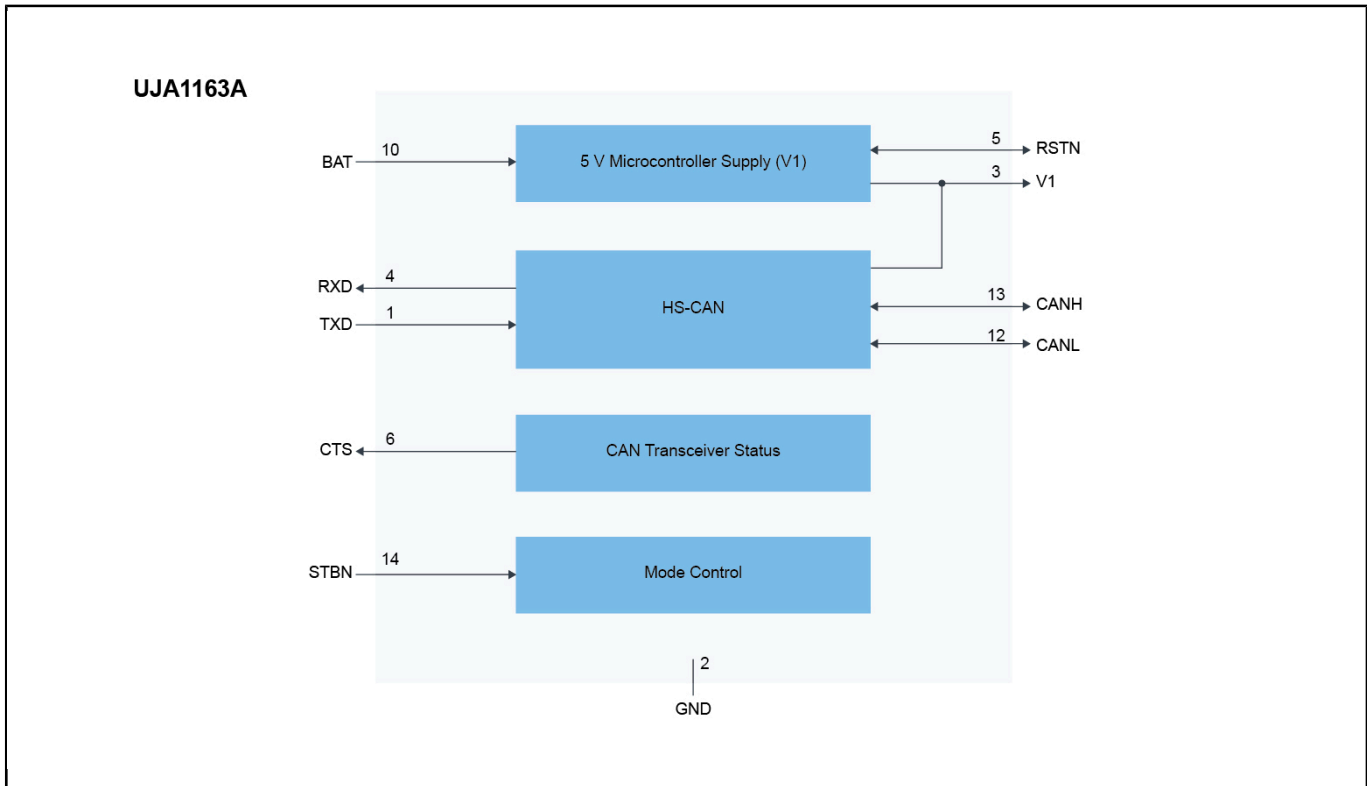 UJA1163A
BAT
10
5 V Microcontroller Supply (V1)
5
RSTN
3
V1
RXD
4
TXD
1
HS-CAN
13
CANH
12
CANL
CTS
6
CAN Transceiver Status
STBN
14
Mode Control
2
GND